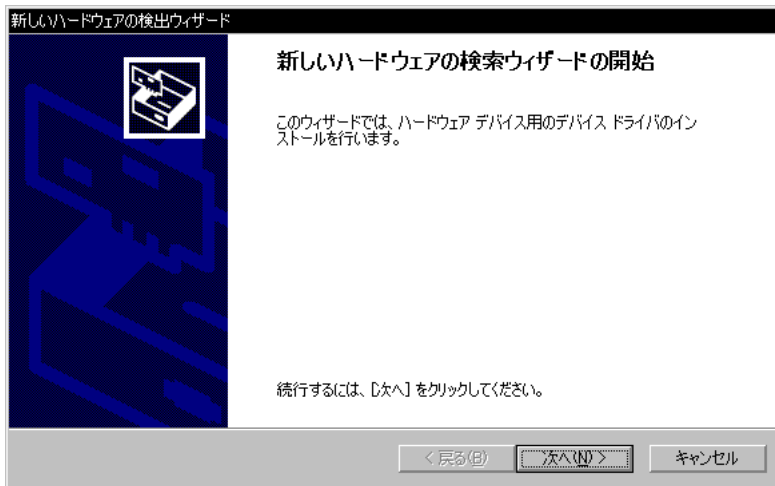 新しいハードウェアの検出ウィザード
新しいハードウェアの検索ウィザードの開始
このウィザードでは、ハードウェア デバイス用のデバイス ドライバのイン
ストールを行います。
続行するには、[次へ] をクリックしてください。
< 戻る(B)
次へ(N) >
キャンセル